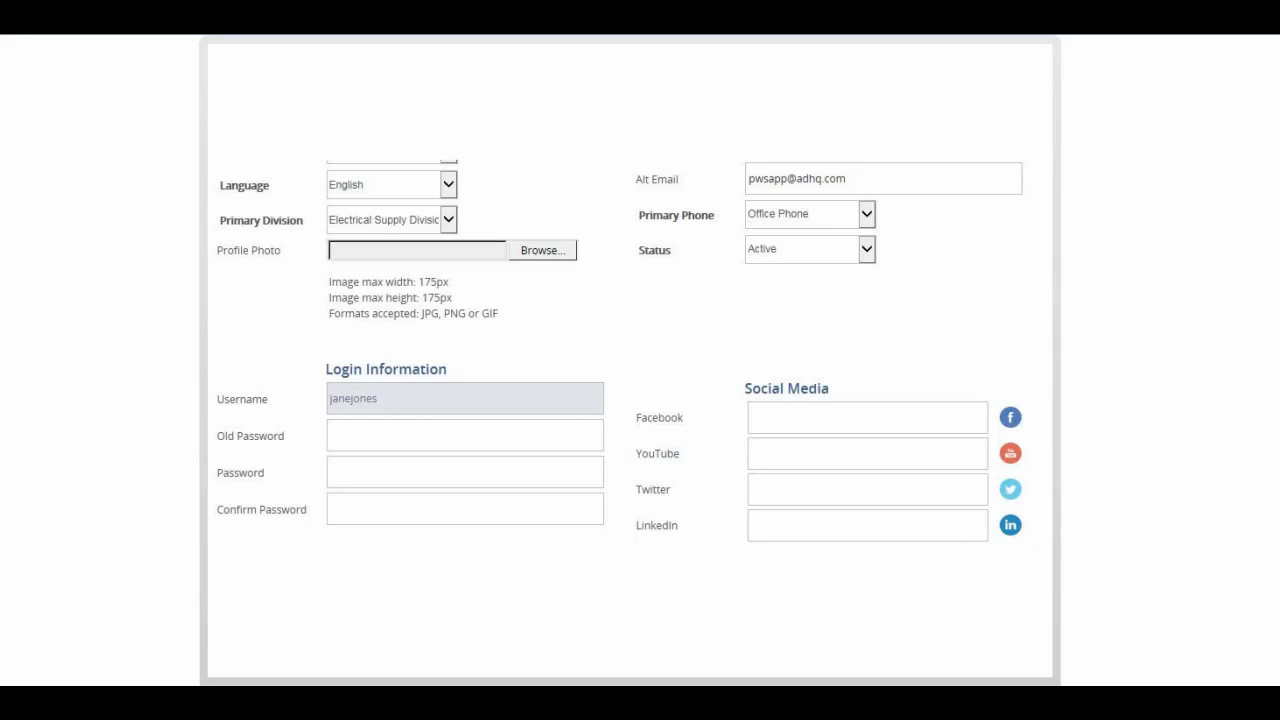 Language English
Primary Division Electrical Supply Divisic
Profile Photo Browse...
Image max width: 175px
Image max height: 175px
Formats accepted: JPG, PNG or GIF
Alt Email pwsapp@adhq.com
Primary Phone Office Phone
Status Active
Login Information
Username janejones
Old Password
Password
Confirm Password
Social Media
Facebook f
YouTube
Twitter
LinkedIn in